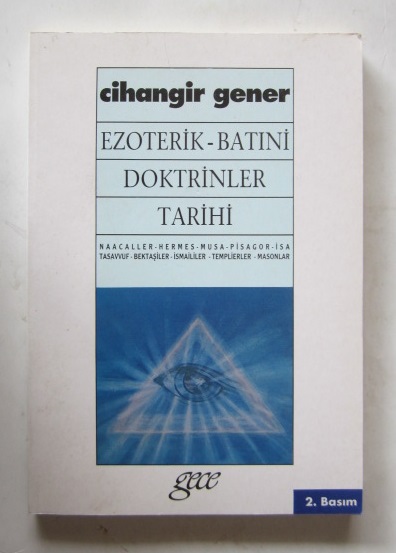 cihangir gener
EZOTERİK - BATINİ
DOKTRİNLER
TARİHİ
NAACALLER - HERMES - MUSA - PİSAGOR - İSA
TASAVVUF - BEKTAŞİLER - İSMAİLİLER - TEMPLİERLER - MASONLAR
gece
2. Basım